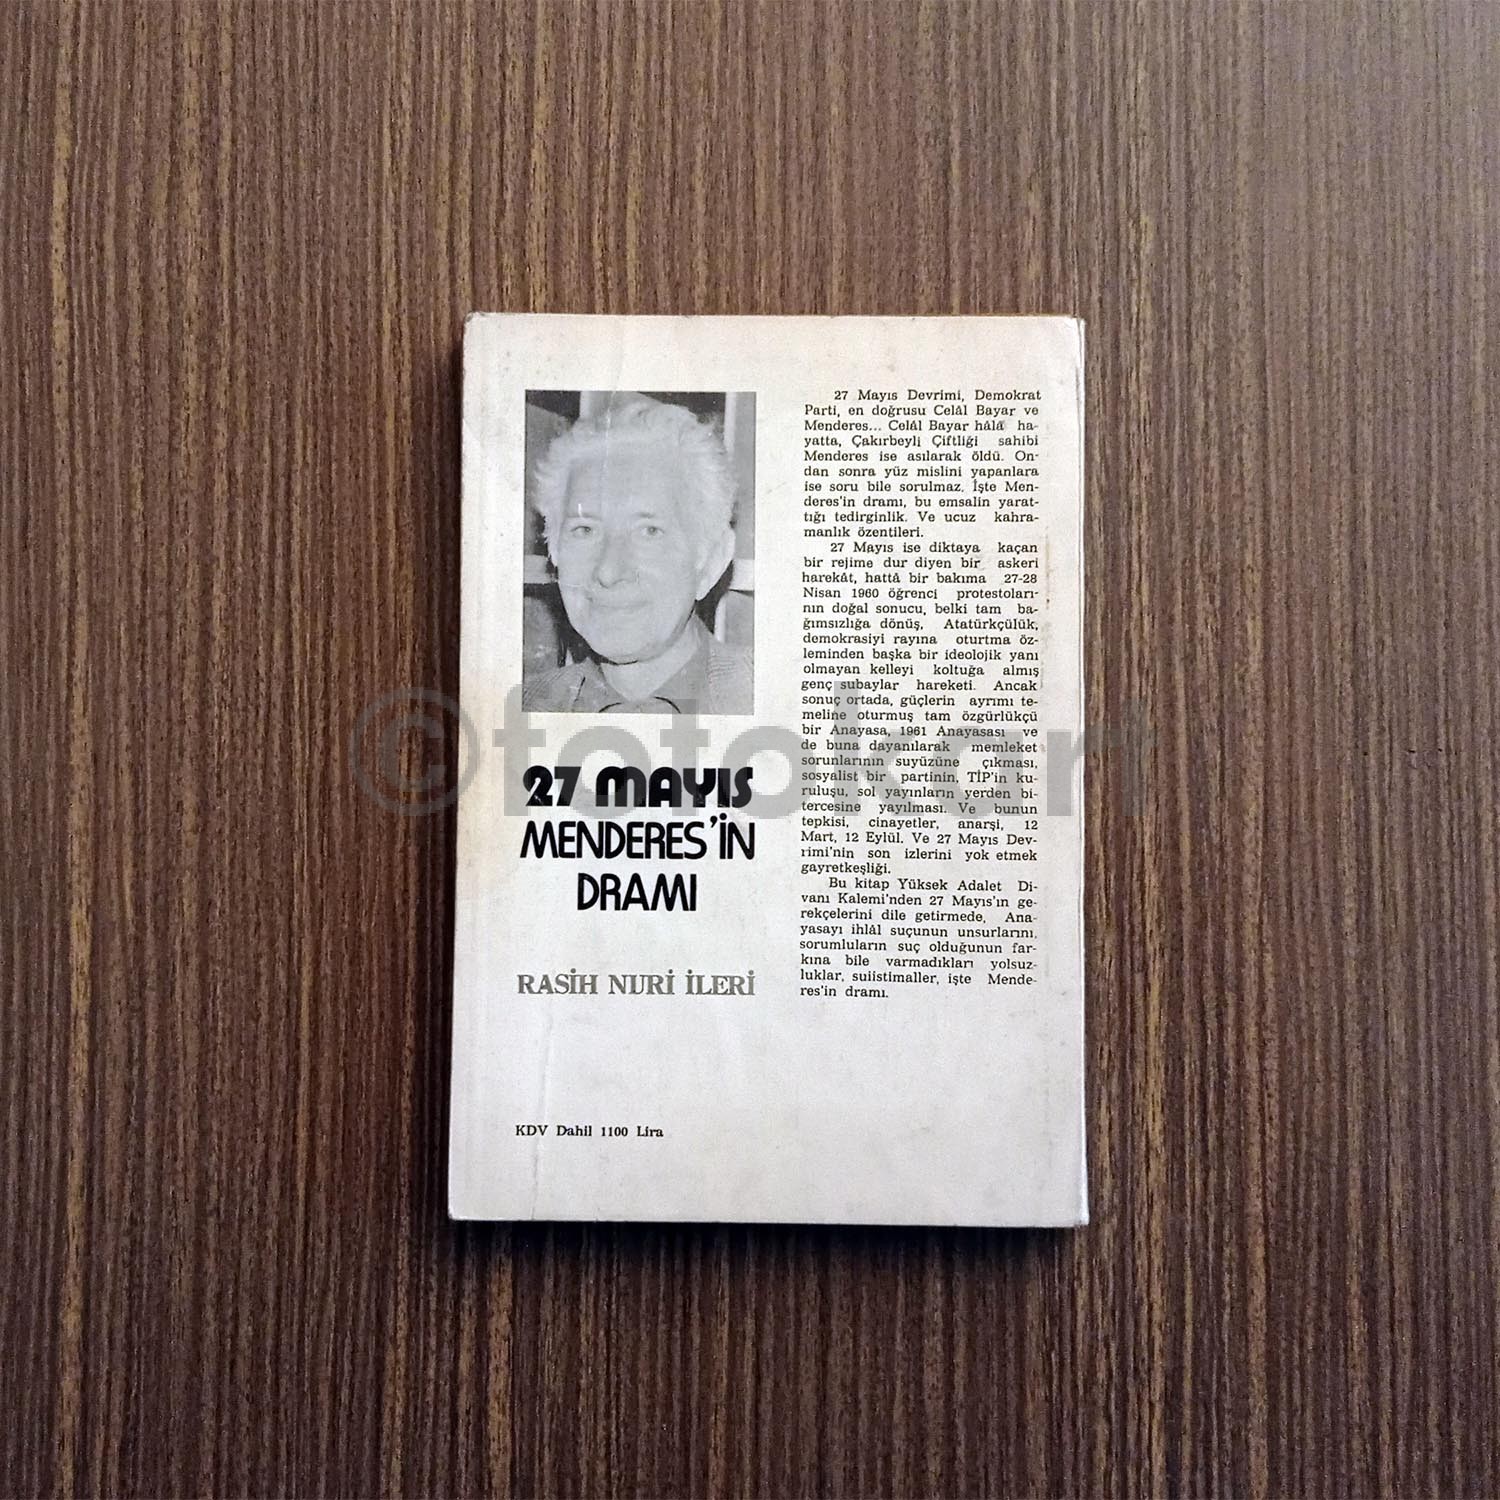 27 MAYIS
MENDERES'İN
DRAMI
RASİH NURİ İLERİ
KDV Dahil 1100 Lira
27 Mayıs Devrimi, Demokrat
Parti, en doğrusu Celâl Bayar ve
Menderes... Celâl Bayar hâlâ ha-
yatta, Çakırbeyli Çiftliği sahibi
Menderes ise asılarak öldü. On-
dan sonra yüz mislini yapanlara
ise soru bile sorulmaz. İşte Men-
deres'in dramı, bu emsalin yarat-
tığı tedirginlik. Ve ucuz kahra-
manlık özentileri.
27 Mayıs ise diktaya kaçan
bir rejime dur diyen bir askeri
harekât, hattâ bir bakıma 27-28
Nisan 1960 öğrenci protestoları-
nın doğal sonucu, belki tam ba-
ğımsızlığa dönüş, Atatürkçülük,
demokrasiyi rayına oturtma öz-
leminden başka bir ideolojik yanı
olmayan kelleyi koltuğa almış
genç subaylar hareketi. Ancak
sonuç ortada, güçlerin ayrımı te-
meline oturmuş tam özgürlükçü
bir Anayasa, 1961 Anayasası ve
de buna dayanılarak memleket
sorunlarının suyüzüne çıkması,
sosyalist bir partinin, TİP'in ku-
ruluşu, sol yayınların yerden bi-
tercesine yayılması. Ve bunun
tepkisi, cinayetler, anarşi, 12
Mart, 12 Eylül. Ve 27 Mayıs Dev-
rimi'nin son izlerini yok etmek
gayretkeşliği.
Bu kitap Yüksek Adalet Di-
vanı Kalemi'nden 27 Mayıs'ın ge-
rekçelerini dile getirmede, Ana-
yasayı ihlâl suçunun unsurlarını,
sorumluların suç olduğunun far-
kına bile varmadıkları yolsuz-
luklar, suiistimaller, işte Mende-
res'in dramı.
©fotokart